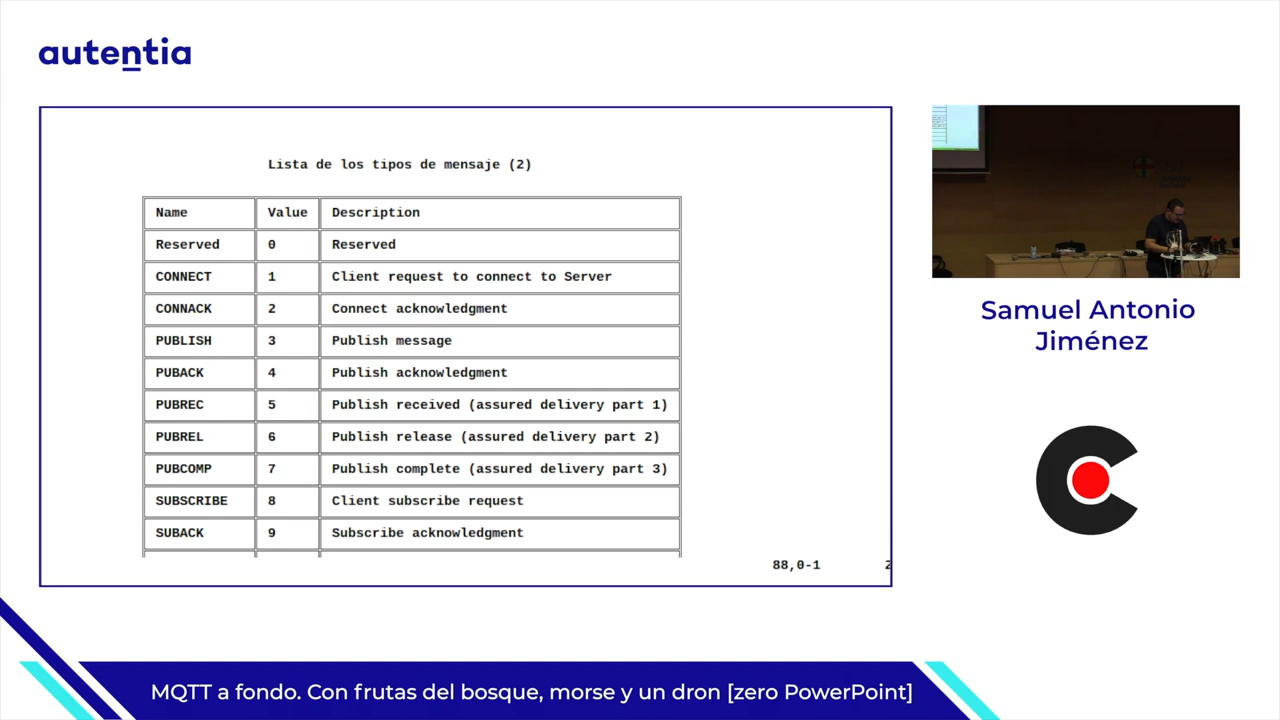 autentia
Lista de los tipos de mensaje (2)
Name Value Description
Reserved 0 Reserved
CONNECT 1 Client request to connect to Server
CONNACK 2 Connect acknowledgment
PUBLISH 3 Publish message
PUBACK 4 Publish acknowledgment
PUBREC 5 Publish received (assured delivery part 1)
PUBREL 6 Publish release (assured delivery part 2)
PUBCOMP 7 Publish complete (assured delivery part 3)
SUBSCRIBE 8 Client subscribe request
SUBACK 9 Subscribe acknowledgment
88,0-1 2
Samuel Antonio
Jiménez
MQTT a fondo. Con frutas del bosque, morse y un dron [zero PowerPoint]